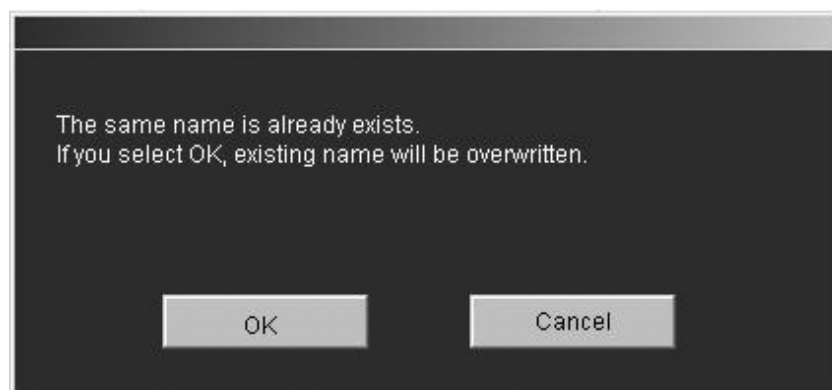 The same name is already exists.
If you select OK, existing name will be overwritten.
OK
Cancel